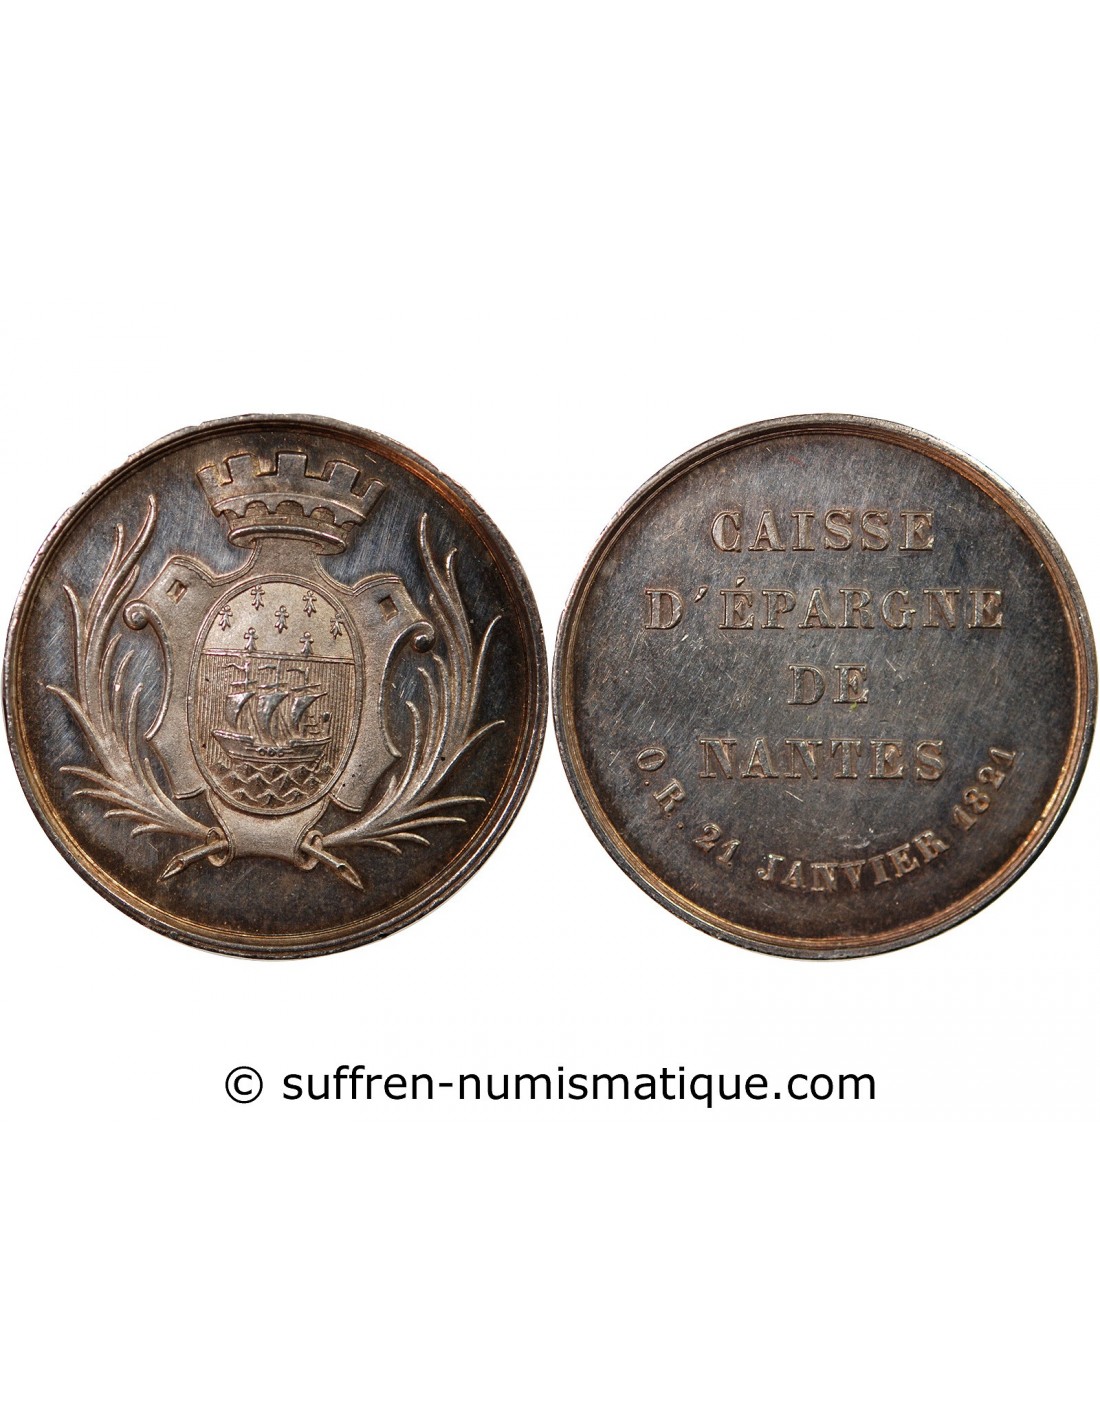 CAISSE
D'ÉPARGNE
DE
NANTES
O.R. 21 JANVIER 1821
© suffren-numismatique.com